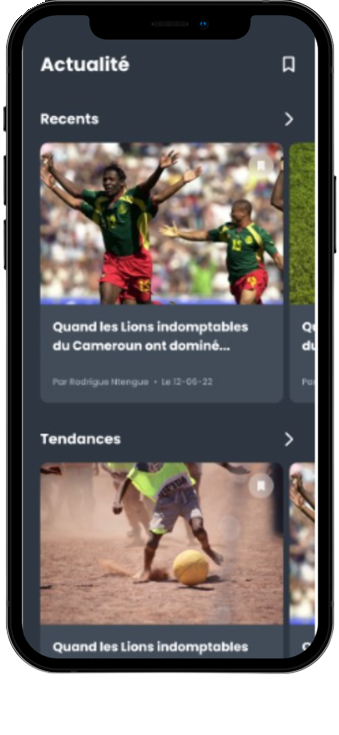 Actualité
Recents
Quand les Lions indomptables
du Cameroun ont dominé...
Qu
du
Par Rodrigue Ntengue • Le 12-06-22
Tendances
Quand les Lions indomptables